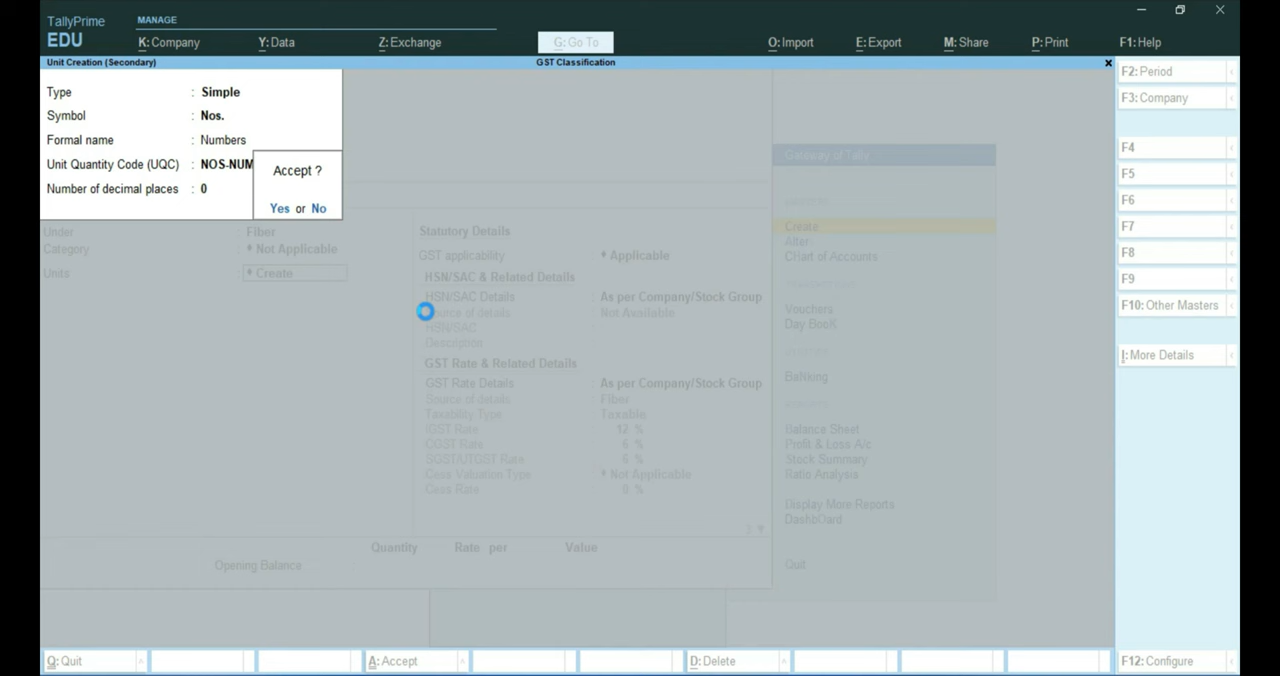 TallyPrime
EDU
MANAGE
K: Company
Y: Data
Z: Exchange
G: Go To
O: Import
E: Export
M: Share
P: Print
F1: Help
Unit Creation (Secondary)
GST Classification
Type : Simple
Symbol : Nos.
Formal name : Numbers
Unit Quantity Code (UQC) : NOS-NUM
Number of decimal places : 0
Accept ?
Yes or No
Under : Fiber
Category : Not Applicable
Units : Create
Statutory Details
GST applicability : Applicable
HSN/SAC & Related Details
HSN/SAC Details : As per Company/Stock Group
of details Not Available
HSN/SAC
Description
GST Rate & Related Details
GST Rate Details : As per Company/Stock Group
Source of details Fiber
Taxability Type Taxable
IGST Rate 12 %
CGST Rate 6 %
SGST/UTGST Rate 6 %
Cess Valuation Type Not Applicable
Cess Rate 0 %
Quantity Rate per Value
Opening Balance
Gateway of Tally
Create
Alter
CHart of Accounts
Vouchers
Day BooK
BaNking
Balance Sheet
Profit & Loss A/c
Stock Summary
Ratio Analysis
Display More Reports
DashbOard
Quit
F2: Period
F3: Company
F4
F5
F6
F7
F8
F9
F10: Other Masters
I: More Details
Q: Quit
A: Accept
D: Delete
F12: Configure